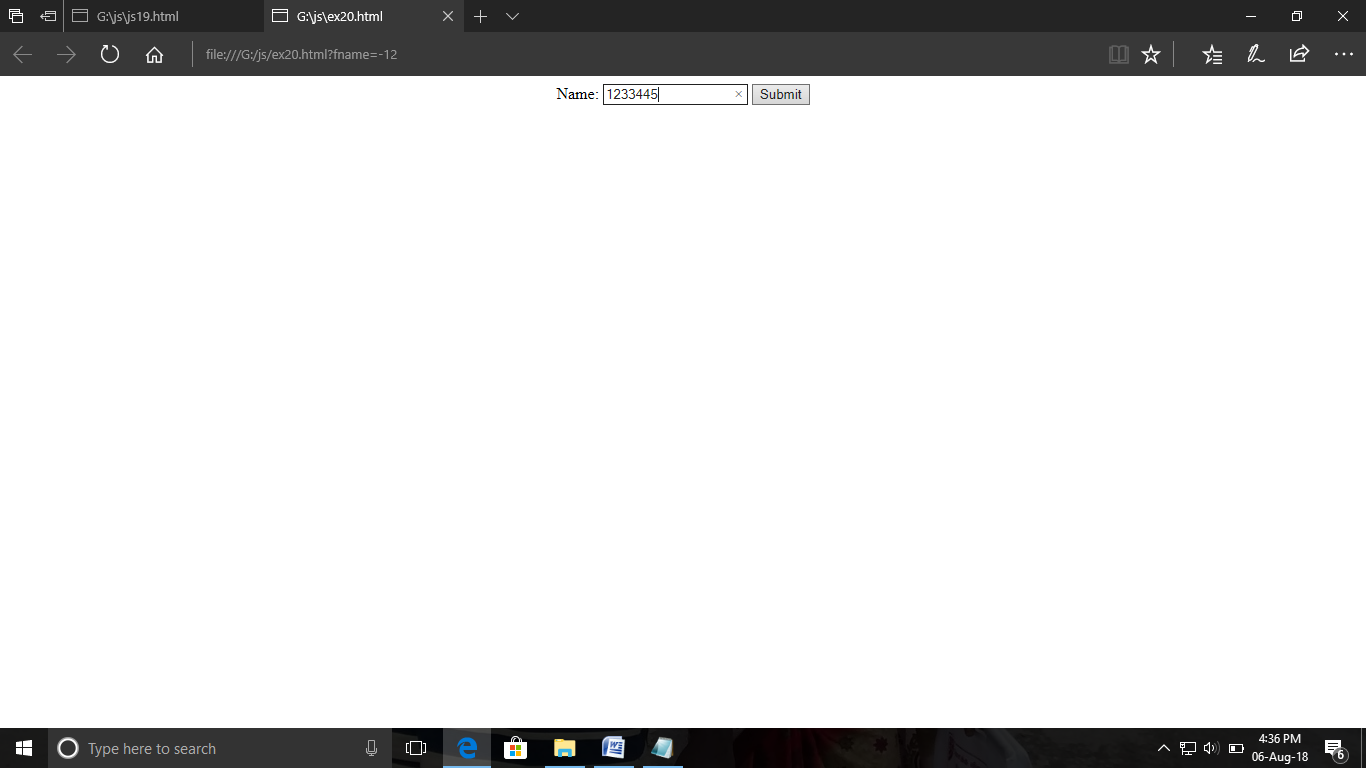 G:\js\js19.html
G:\js\ex20.html
file:///G:/js/ex20.html?fname=-12
Name: 1233445 Submit
Type here to search
4:36 PM
06-Aug-18
6